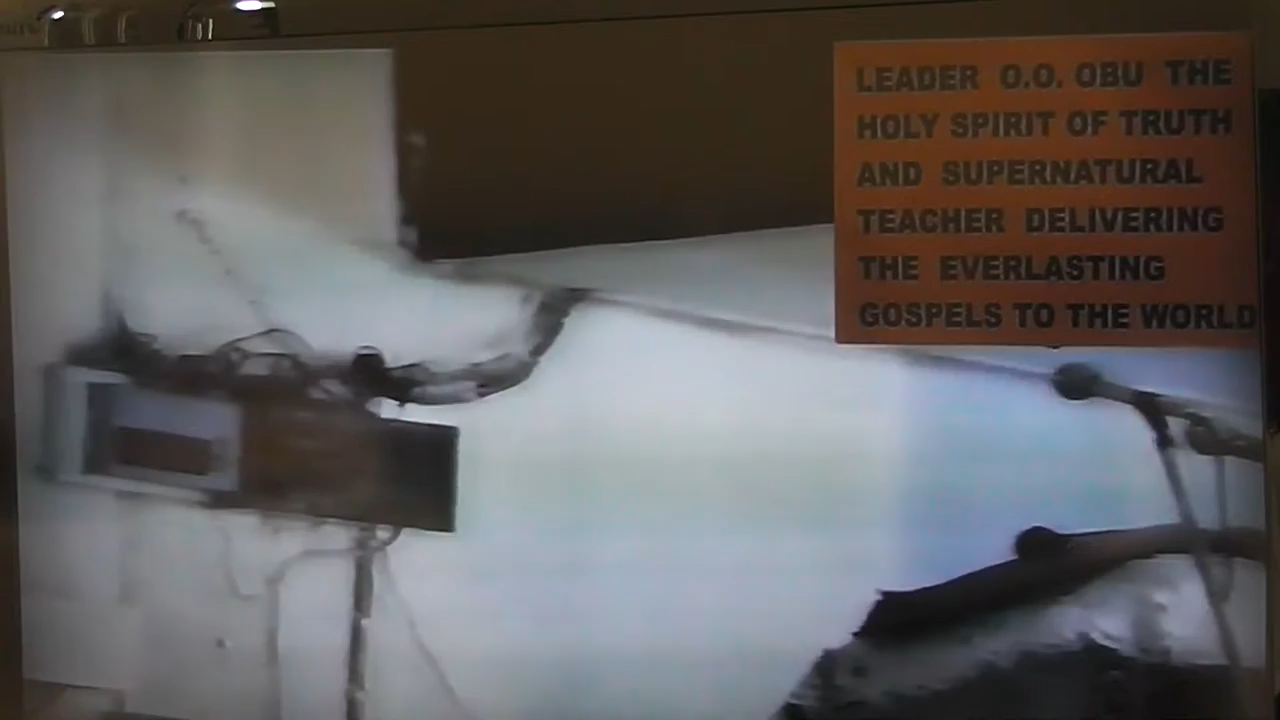 LEADER O.O. OBU THE
HOLY SPIRIT OF TRUTH
AND SUPERNATURAL
TEACHER DELIVERING
THE EVERLASTING
GOSPELS TO THE WORLD